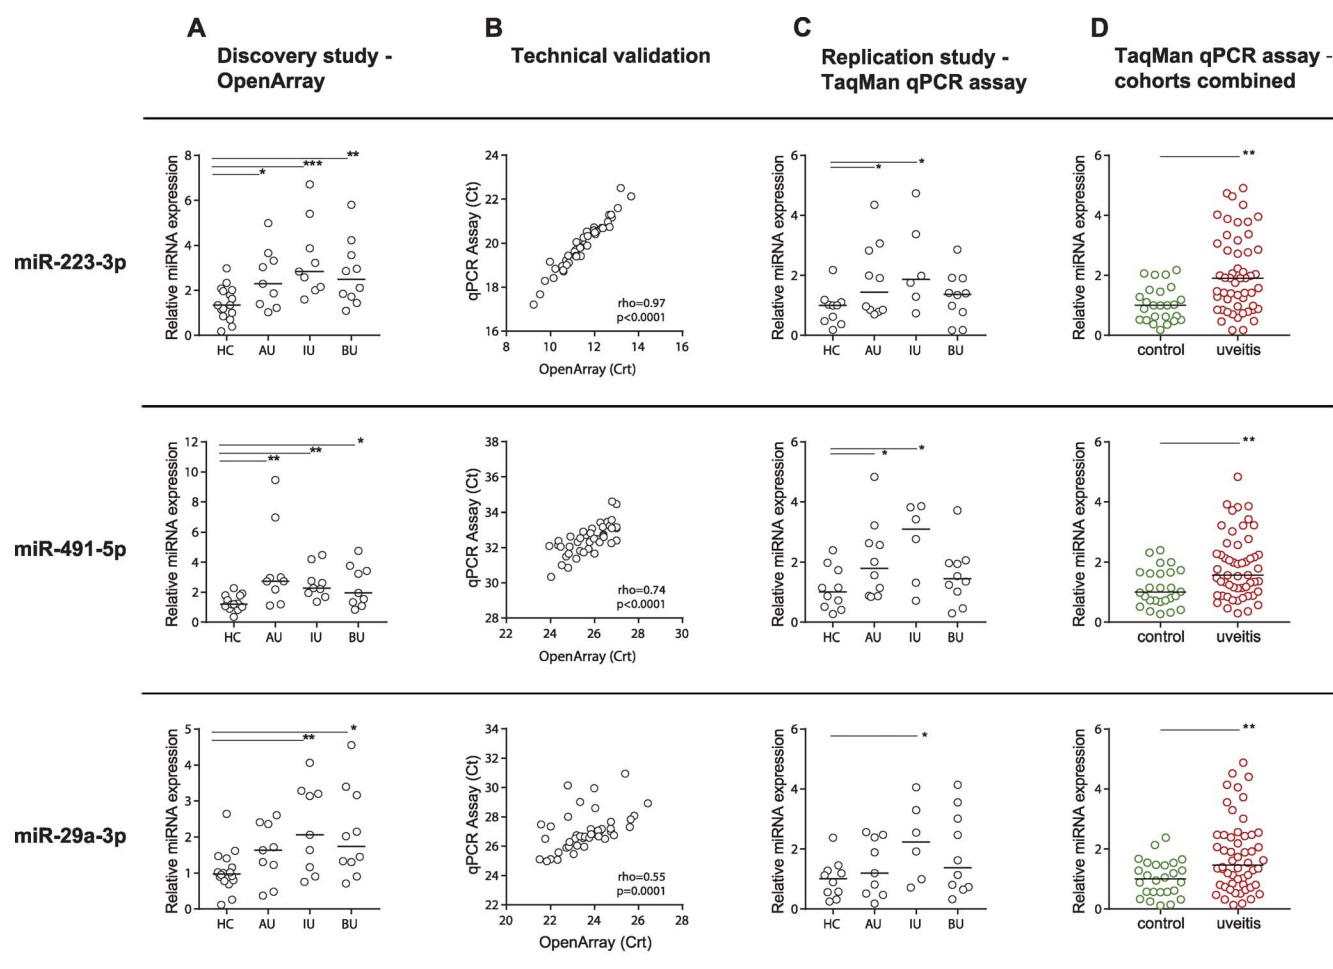 A
B
C
D
Discovery study -
OpenArray
Technical validation
Replication study -
TaqMan qPCR assay
TaqMan qPCR assay -
cohorts combined
miR-223-3p
Relative miRNA expression
8
6
4
2
0
*
***
**
HC AU IU BU
qPCR Assay (Ct)
24
22
20
18
16
rho=0.97
p<0.0001
8 10 12 14 16
OpenArray (Crt)
Relative miRNA expression
6
4
2
0
*
*
HC AU IU BU
Relative miRNA expression
6
4
2
0
**
control uveitis
miR-491-5p
Relative miRNA expression
12
10
8
6
4
2
0
**
**
*
HC AU IU BU
qPCR Assay (Ct)
38
36
34
32
30
28
rho=0.74
p<0.0001
22 24 26 28 30
OpenArray (Crt)
Relative miRNA expression
6
4
2
0
*
*
HC AU IU BU
Relative miRNA expression
6
4
2
0
**
control uveitis
miR-29a-3p
Relative miRNA expression
5
4
3
2
1
0
**
*
HC AU IU BU
qPCR Assay (Ct)
34
32
30
28
26
24
22
rho=0.55
p=0.0001
20 22 24 26 28
OpenArray (Crt)
Relative miRNA expression
6
4
2
0
*
HC AU IU BU
Relative miRNA expression
6
4
2
0
**
control uveitis